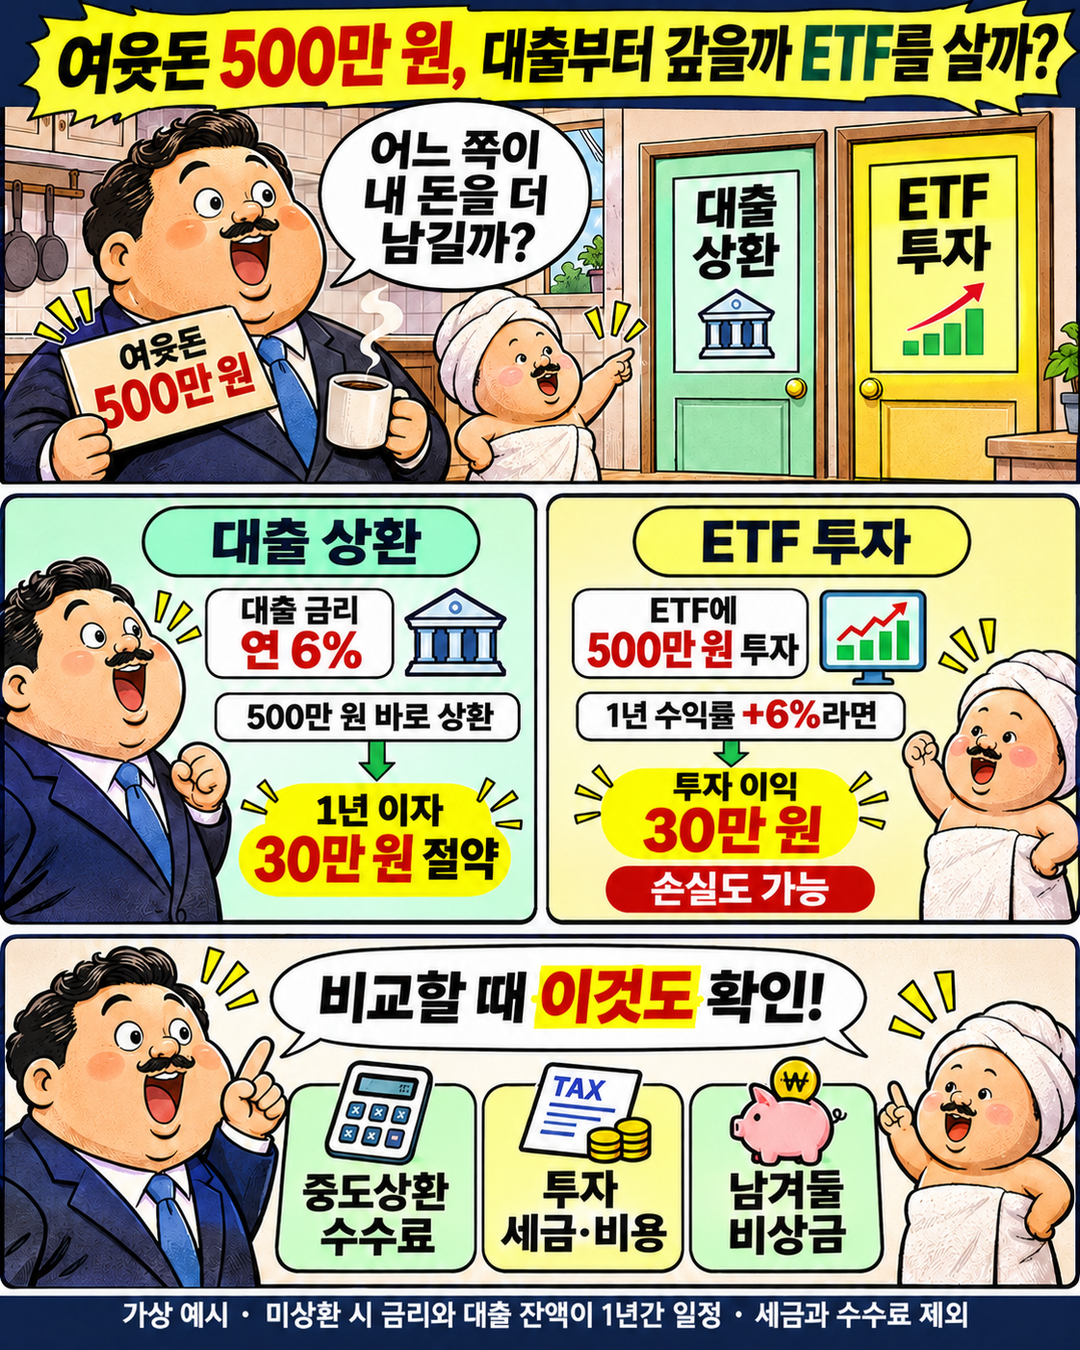 여윳돈 500만 원, 대출부터 갚을까 ETF를 살까?
어느 쪽이
내 돈을 더
남길까?
여윳돈
500만 원
대출
상환
ETF
투자
대출 상환
대출 금리
연 6%
500만 원 바로 상환
1년 이자
30만 원 절약
ETF 투자
ETF에
500만 원 투자
1년 수익률 +6%라면
투자 이익
30만 원
손실도 가능
비교할 때 이것도 확인!
중도상환
수수료
TAX
투자
세금·비용
₩
남겨둘
비상금
가상 예시 · 미상환 시 금리와 대출 잔액이 1년간 일정 · 세금과 수수료 제외